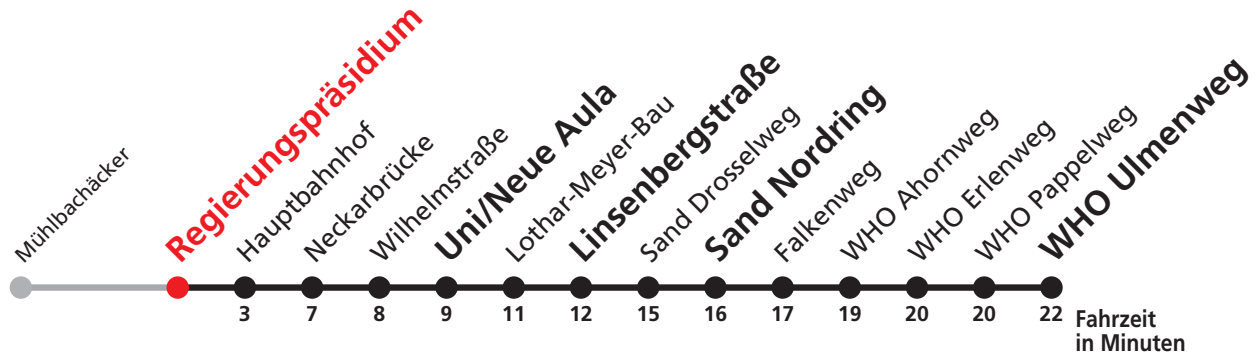 Mühlbachäcker
Regierungspräsidium
Hauptbahnhof
Neckarbrücke
Wilhelmstraße
Uni/Neue Aula
Lothar-Meyer-Bau
Linsenbergstraße
Sand Drosselweg
Sand Nordring
Falkenweg
WHO Ahornweg
WHO Erlenweg
WHO Pappelweg
WHO Ulmenweg
3 7 8 9 11 12 15 16 17 19 20 20 22
Fahrzeit
in Minuten